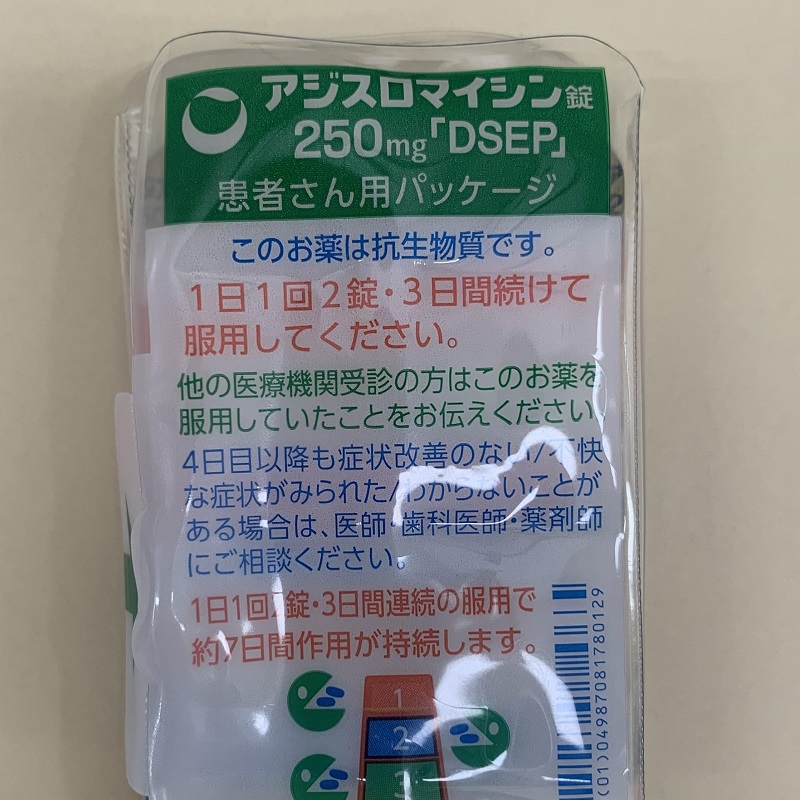 アジスロマイシン錠
250mg「DSEP」
患者さん用パッケージ
このお薬は抗生物質です。
1日1回2錠・3日間続けて
服用してください。
他の医療機関受診の方はこのお薬を
服用していたことをお伝えください。
4日目以降も症状改善のない/不快
な症状がみられた/わからないことが
ある場合は、医師・歯科医師・薬剤師
にご相談ください。
1日1回2錠・3日間連続の服用で
約7日間作用が持続します。
1
2
3
(01)04987081780129